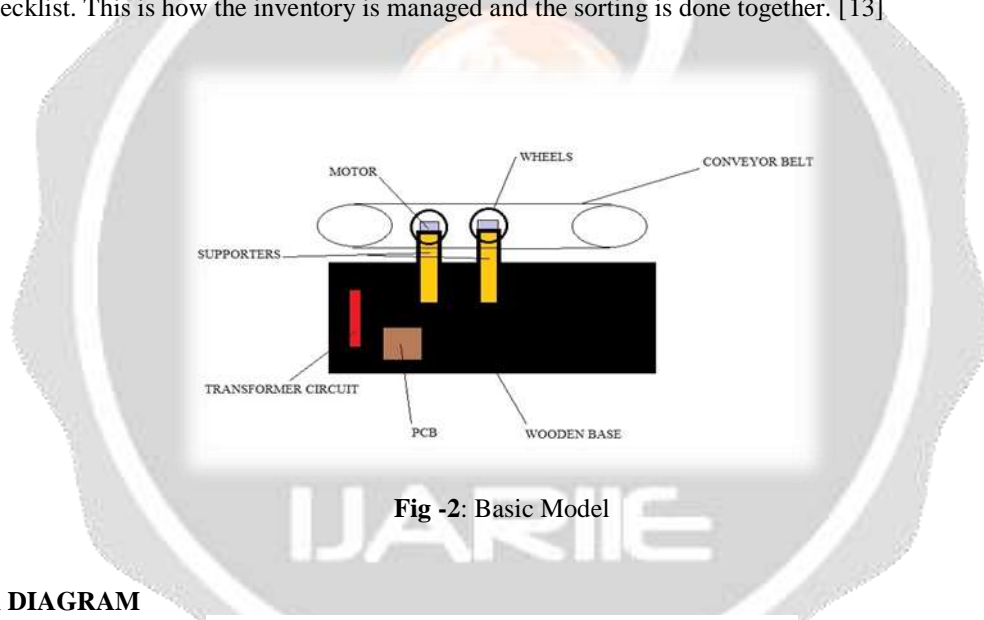 ecklist. This is how the inventory is managed and the sorting is done together. [13]
WHEELS
CONVEYOR BELT
MOTOR
SUPPORTERS
TRANSFORMER CIRCUIT
PCB
WOODEN BASE
Fig -2: Basic Model
IJARIIE
DIAGRAM